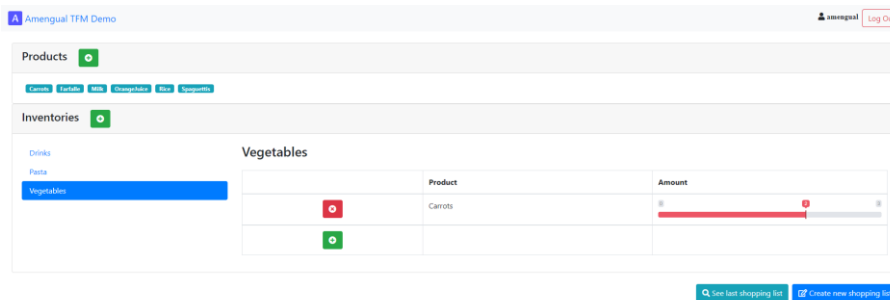 A Amengual TFM Demo
amengual Log Ou
Products
Carrots Farfalle Milk OrangeJuice Rice Spaguettis
Inventories
Drinks
Pasta
Vegetables
Vegetables
Product Amount
Carrots
See last shopping list Create new shopping lis